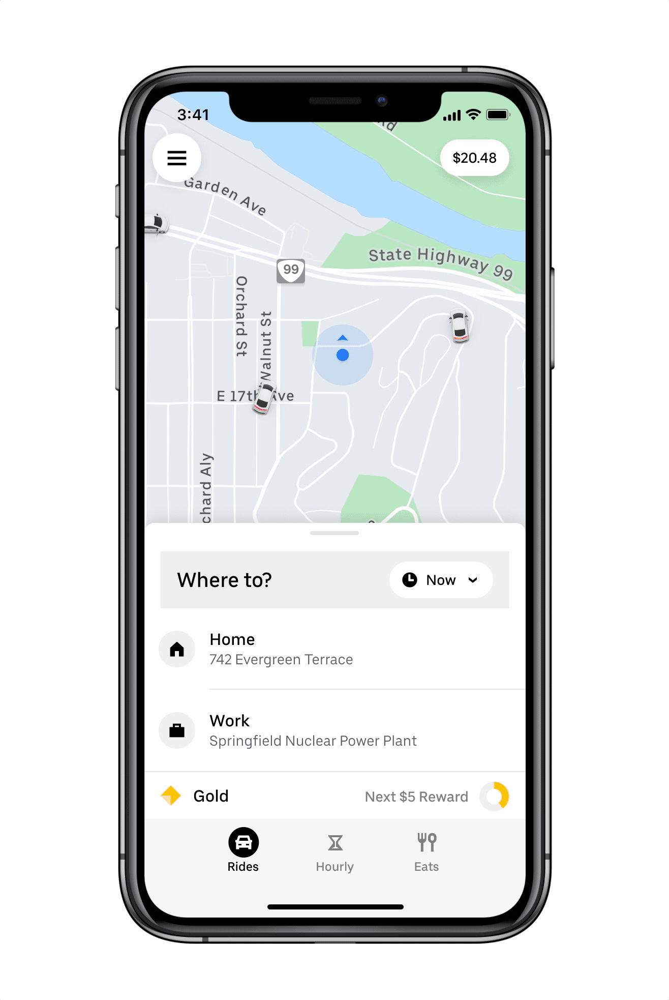 3:41
Rd
$20.48
Garden Ave
State Highway 99
99
Orchard St
Walnut St
E 17th Ave
chard Aly
Where to?
Now
Home
742 Evergreen Terrace
Work
Springfield Nuclear Power Plant
Gold
Next $5 Reward
Rides
Hourly
Eats